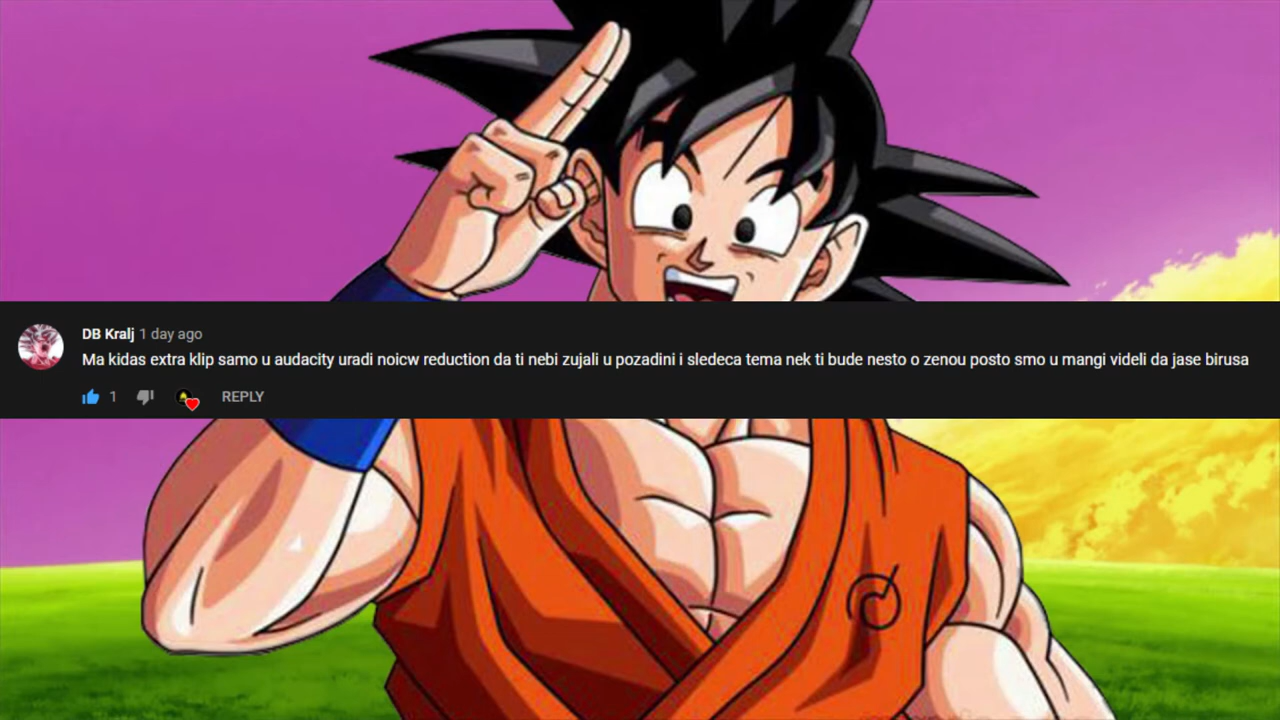 DB Kralj 1 day ago
Ma kidas extra klip samo u audacity uradi noicw reduction da ti nebi zujali u pozadini i sledeca tema nek ti bude nesto o zenou posto smo u mangi videli da jase birusa
1 REPLY